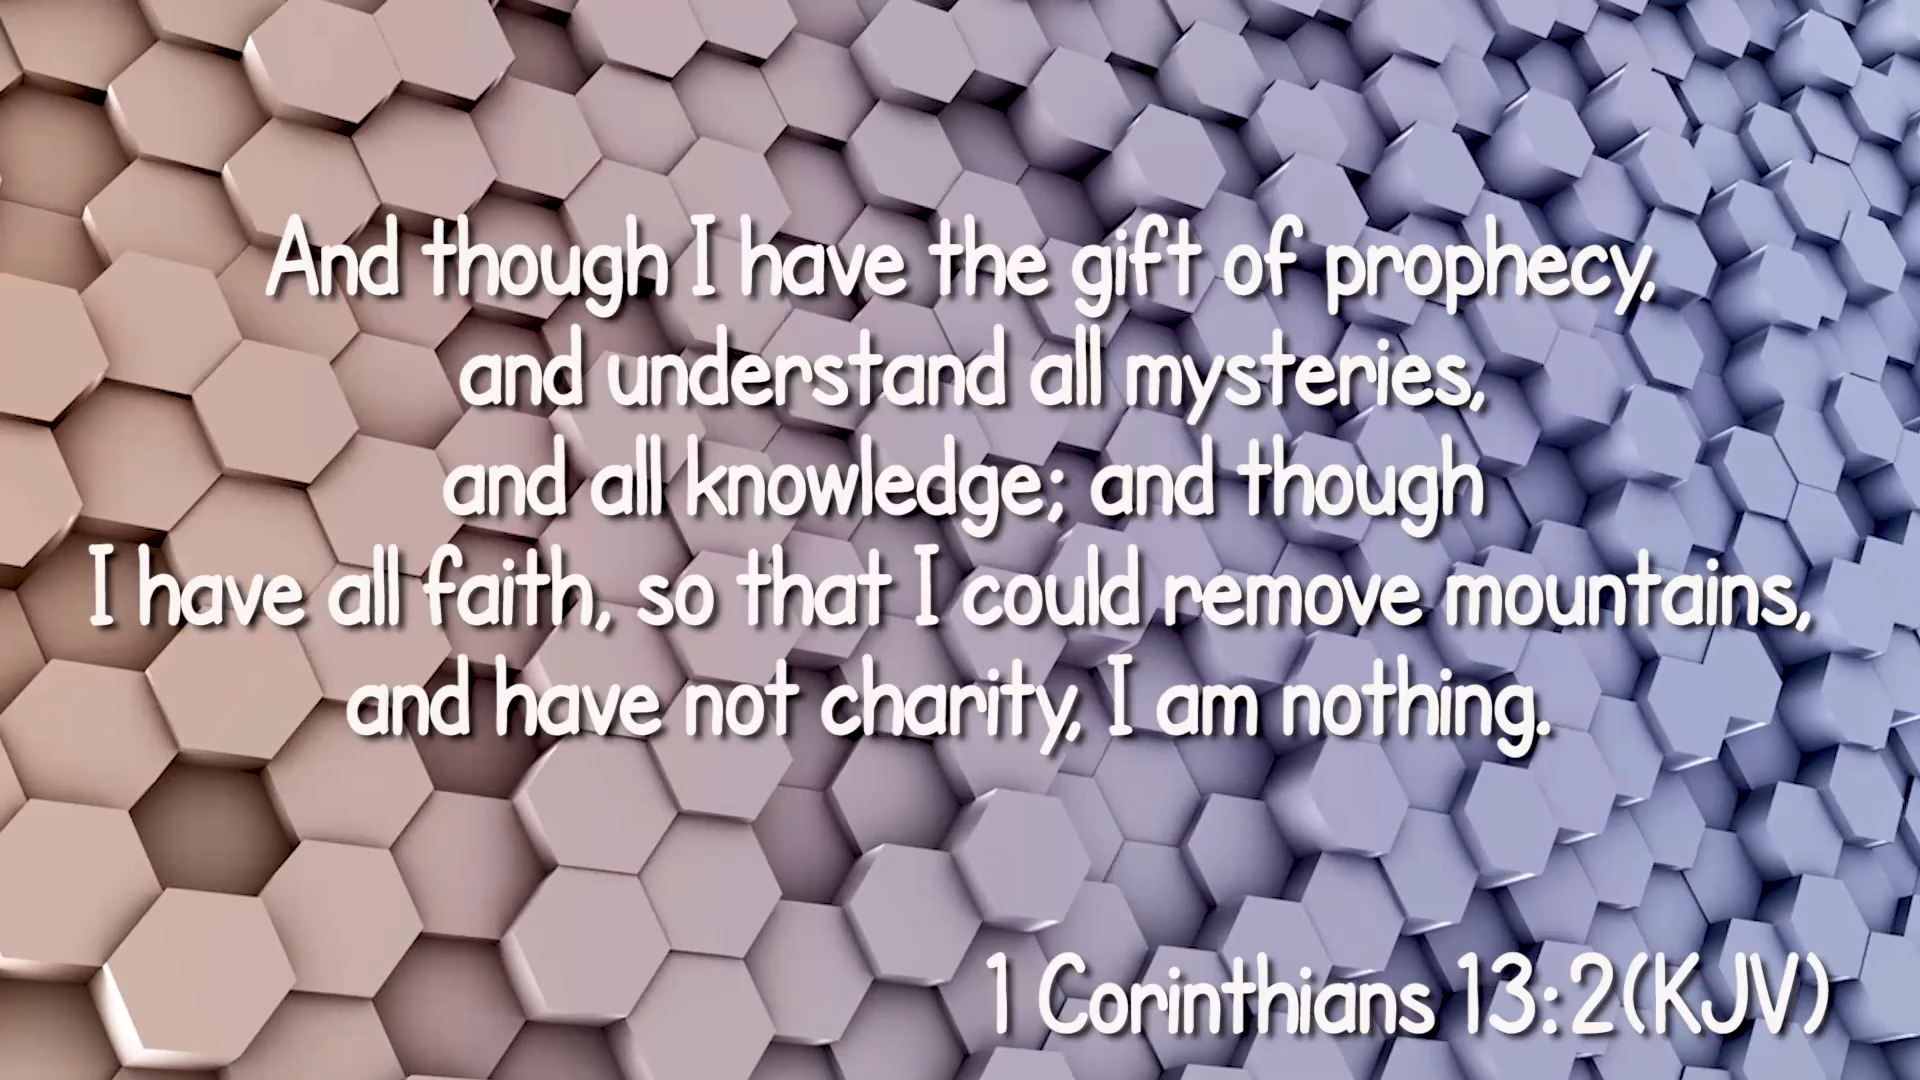 And though I have the gift of prophecy,
and understand all mysteries,
and all knowledge; and though
I have all faith, so that I could remove mountains,
and have not charity, I am nothing.
1 Corinthians 13:2(KJV)